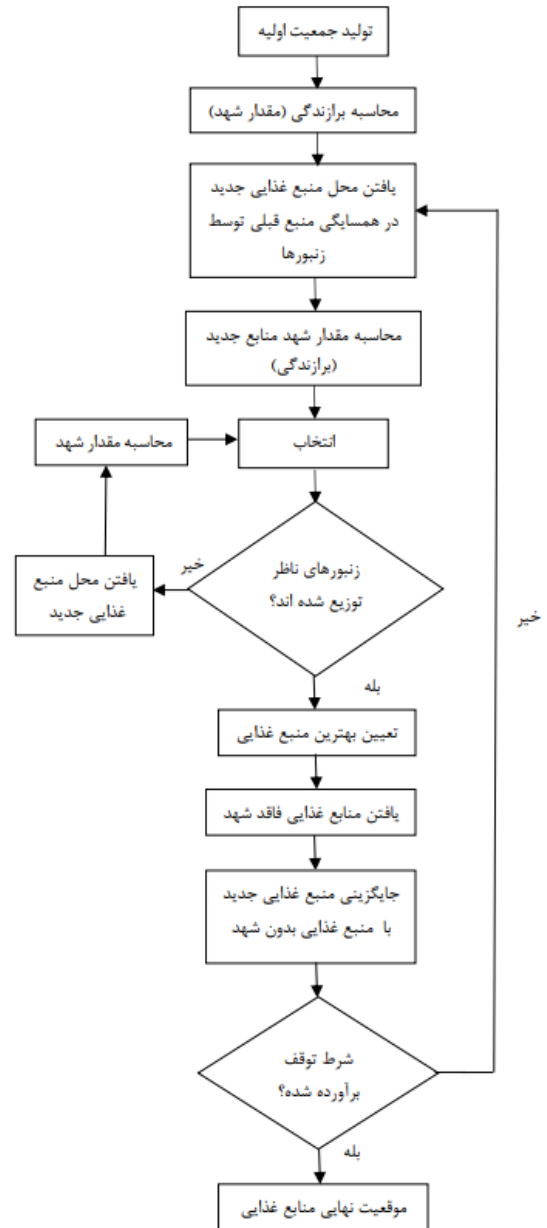 تولید جمعیت اولیه
محاسبه برازندگی (مقدار شهد)
یافتن محل منبع غذایی جدید
در همسایگی منبع قبلی توسط
زنبورها
محاسبه مقدار شهد منابع جدید
(برازندگی)
انتخاب
محاسبه مقدار شهد
زنبورهای ناظر
توزیع شده اند؟
خیر
یافتن محل منبع
غذایی جدید
خیر
بله
تعیین بهترین منبع غذایی
یافتن منابع غذایی فاقد شهد
جایگزینی منبع غذایی جدید
با منبع غذایی بدون شهد
شرط توقف
برآورده شده؟
بله
موقعیت نهایی منابع غذایی